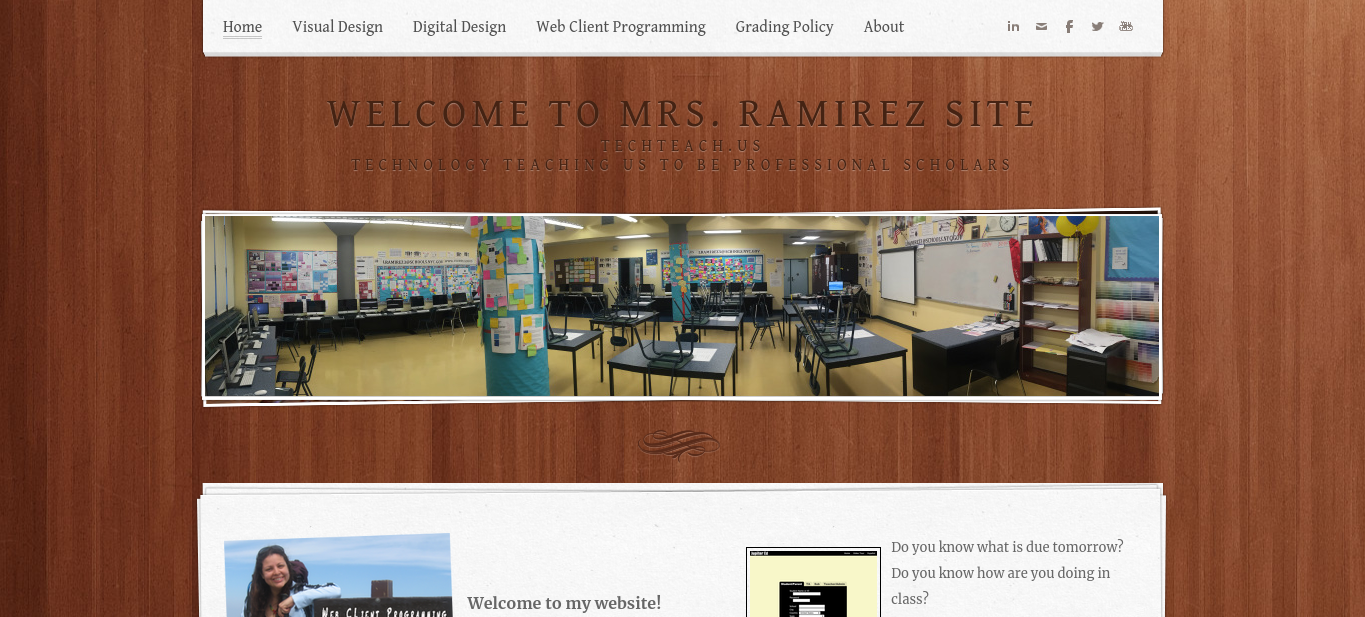 Home Visual Design Digital Design Web Client Programming Grading Policy About
WELCOME TO MRS. RAMIREZ SITE
TECHTEACH.US
TECHNOLOGY TEACHING US TO BE PROFESSIONAL SCHOLARS
WEB CLIENT PROGRAMMING
Welcome to my website!
Do you know what is due tomorrow?
Do you know how are you doing in
class?